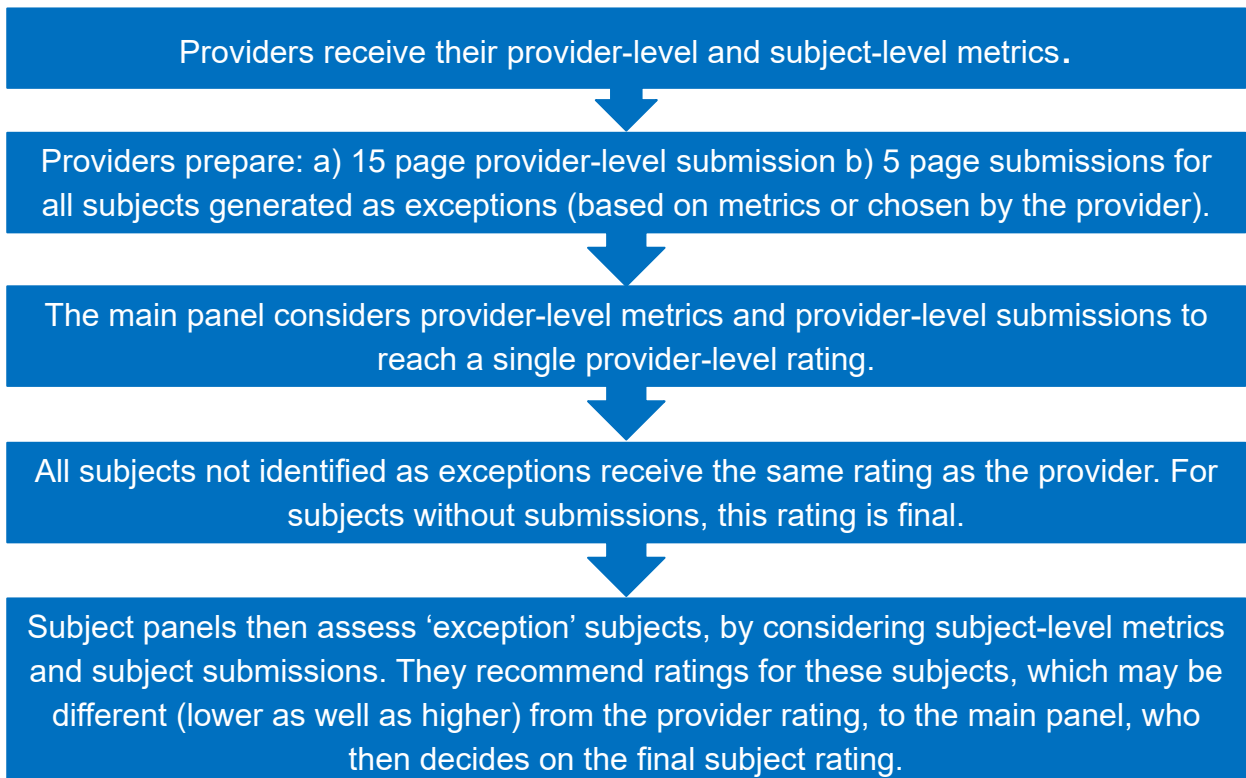 Providers receive their provider-level and subject-level metrics.
Providers prepare: a) 15 page provider-level submission b) 5 page submissions for
all subjects generated as exceptions (based on metrics or chosen by the provider).
The main panel considers provider-level metrics and provider-level submissions to
reach a single provider-level rating.
All subjects not identified as exceptions receive the same rating as the provider. For
subjects without submissions, this rating is final.
Subject panels then assess ‘exception’ subjects, by considering subject-level metrics
and subject submissions. They recommend ratings for these subjects, which may be
different (lower as well as higher) from the provider rating, to the main panel, who
then decides on the final subject rating.